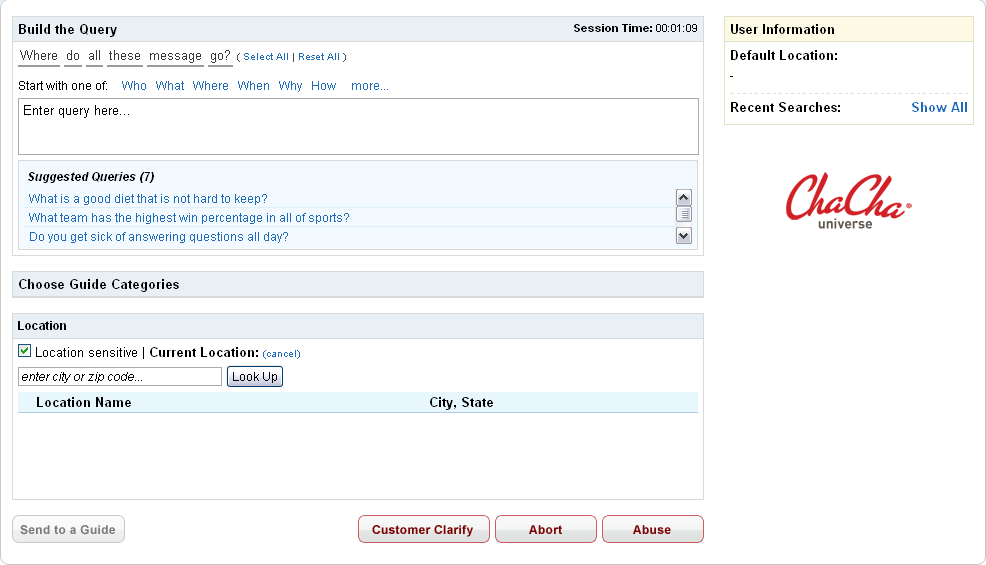 Build the Query Session Time: 00:01:09
Where do all these message go? ( Select All | Reset All )
Start with one of: Who What Where When Why How more...
Enter query here...
Suggested Queries (7)
What is a good diet that is not hard to keep?
What team has the highest win percentage in all of sports?
Do you get sick of answering questions all day?
Choose Guide Categories
Location
Location sensitive | Current Location: (cancel)
enter city or zip code... Look Up
Location Name City, State
Send to a Guide Customer Clarify Abort Abuse
User Information
Default Location:
-
Recent Searches: Show All
ChaCha
universe